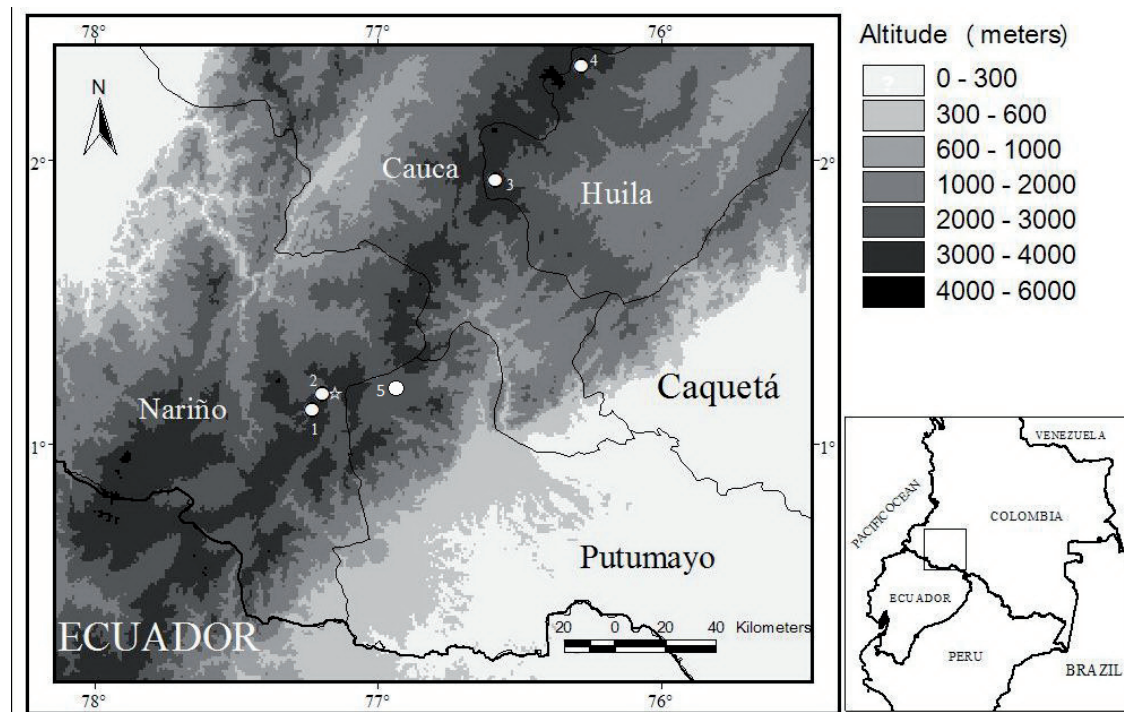 78°
77°
76°
N
4
2°
2°
Cauca
3
Huila
2
5
Nariño
1
Caquetá
1°
1°
Putumayo
20 0 20 40 Kilometers
ECUADOR
78°
77°
76°
Altitude ( meters)
?
0 - 300
300 - 600
600 - 1000
1000 - 2000
2000 - 3000
3000 - 4000
4000 - 6000
VENEZUELA
PACIFIC OCEAN
COLOMBIA
ECUADOR
PERU
BRAZIL